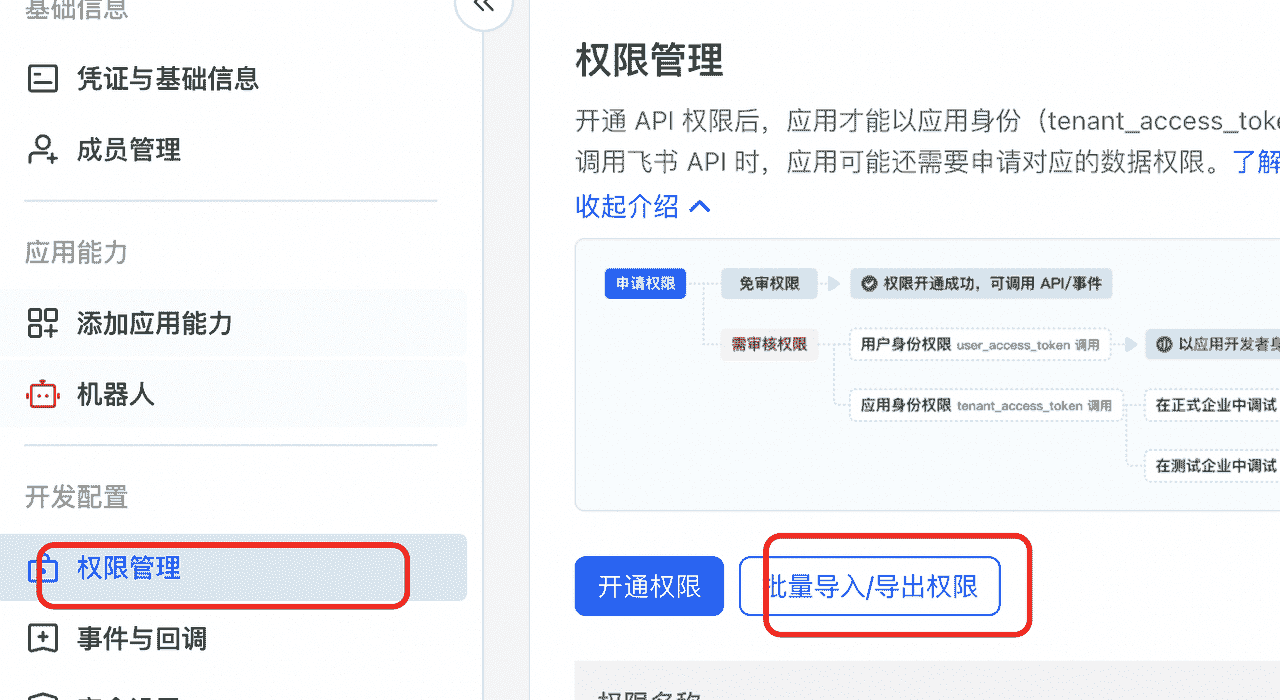 基础信息
凭证与基础信息
成员管理
应用能力
添加应用能力
机器人
开发配置
权限管理
事件与回调
权限管理
开通 API 权限后，应用才能以应用身份（tenant_access_toke
调用飞书 API 时，应用可能还需要申请对应的数据权限。了解
收起介绍
申请权限
免审权限
权限开通成功，可调用 API/事件
需审核权限
用户身份权限 user_access_token 调用
以应用开发者身
应用身份权限 tenant_access_token 调用
在正式企业中调试
在测试企业中调试
开通权限
批量导入/导出权限
权限名称